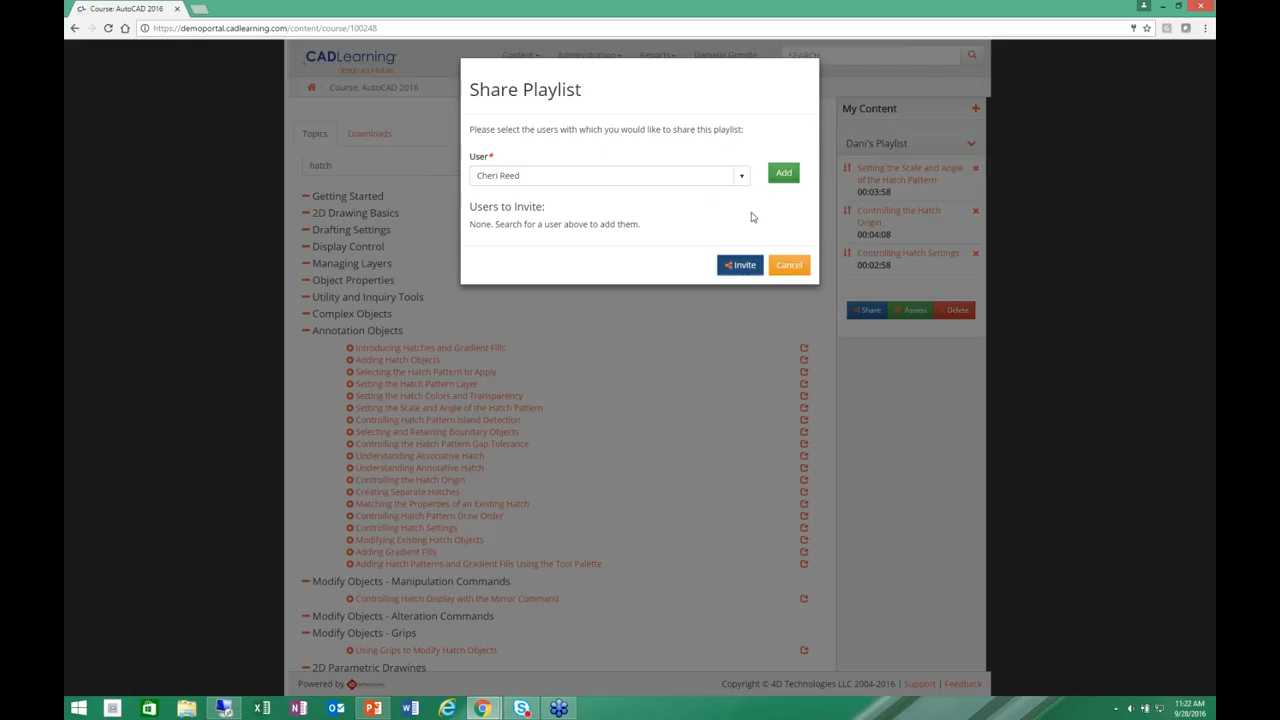 Course: AutoCAD 2016
https://demoportal.cadlearning.com/content/course/100248
CADLearning
design your future
Content
Administration
Reports
Danielle Grindle
SEARCH
Course: AutoCAD 2016
Topics
Downloads
hatch
Getting Started
2D Drawing Basics
Drafting Settings
Display Control
Managing Layers
Object Properties
Utility and Inquiry Tools
Complex Objects
Annotation Objects
Introducing Hatches and Gradient Fills
Adding Hatch Objects
Selecting the Hatch Pattern to Apply
Setting the Hatch Pattern Layer
Setting the Hatch Colors and Transparency
Setting the Scale and Angle of the Hatch Pattern
Controlling Hatch Pattern Island Detection
Selecting and Retaining Boundary Objects
Controlling the Hatch Pattern Gap Tolerance
Understanding Associative Hatch
Understanding Annotative Hatch
Controlling the Hatch Origin
Creating Separate Hatches
Matching the Properties of an Existing Hatch
Controlling Hatch Pattern Draw Order
Controlling Hatch Settings
Modifying Existing Hatch Objects
Adding Gradient Fills
Adding Hatch Patterns and Gradient Fills Using the Tool Palette
Modify Objects - Manipulation Commands
Controlling Hatch Display with the Mirror Command
Modify Objects - Alteration Commands
Modify Objects - Grips
Using Grips to Modify Hatch Objects
2D Parametric Drawings
Share Playlist
Please select the users with which you would like to share this playlist:
User*
Cheri Reed
Add
Users to Invite:
None. Search for a user above to add them.
Invite
Cancel
My Content
Dani's Playlist
Setting the Scale and Angle
of the Hatch Pattern
00:03:58
Controlling the Hatch
Origin
00:04:08
Controlling Hatch Settings
00:02:58
Share
Assess
Delete
Powered by
Copyright © 4D Technologies LLC 2004-2016 | Support | Feedback
11:22 AM
9/28/2016